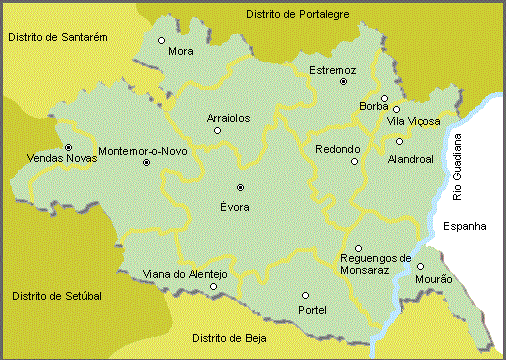 Distrito de Portalegre
Distrito de Santarém
Mora
Estremoz
Borba
Vila Viçosa
Arraiolos
Montemor-o-Novo
Vendas Novas
Redondo
Alandroal
Rio Guadiana
Évora
Espanha
Reguengos de
Monsaraz
Mourão
Viana do Alentejo
Portel
Distrito de Setúbal
Distrito de Beja